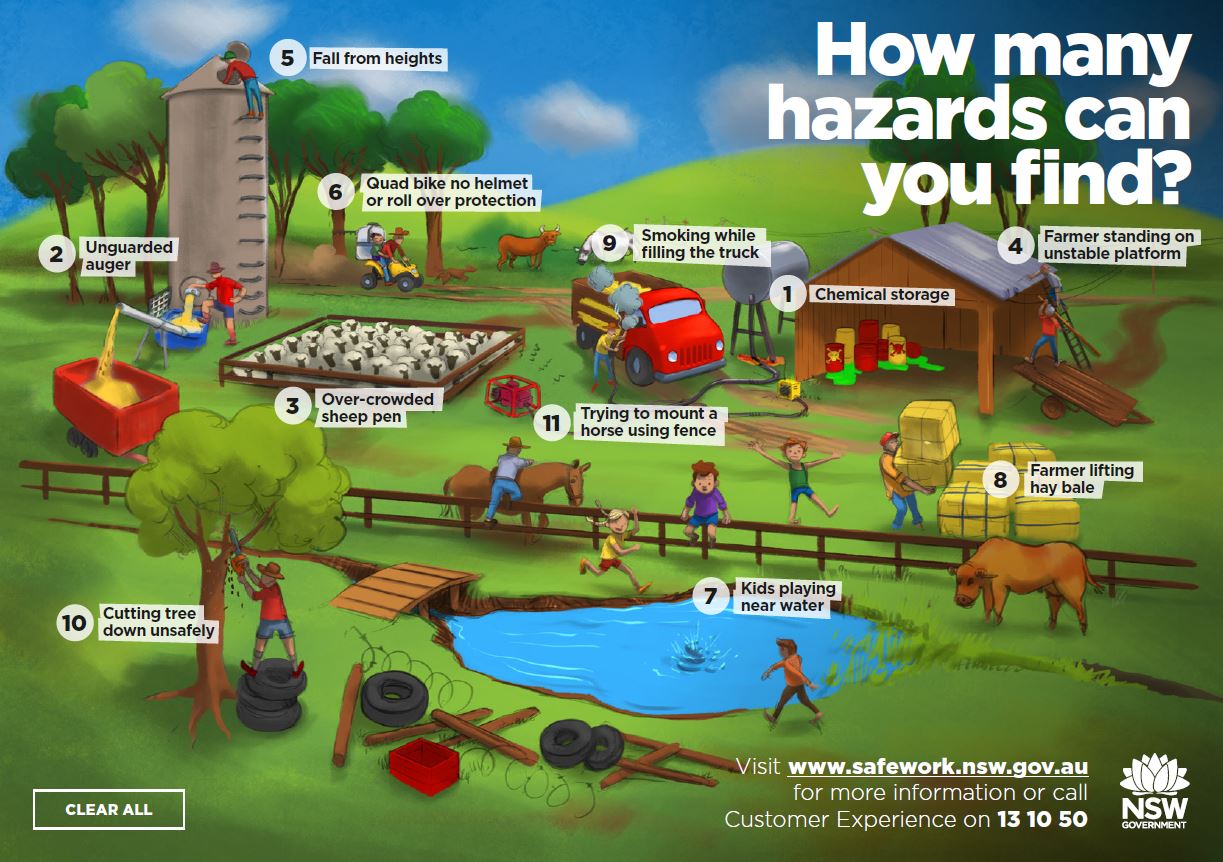 How many
hazards can
you find?
5 Fall from heights
6 Quad bike no helmet
or roll over protection
2 Unguarded
auger
9 Smoking while
filling the truck
4 Farmer standing on
unstable platform
1 Chemical storage
3 Over-crowded
sheep pen
11 Trying to mount a
horse using fence
8 Farmer lifting
hay bale
7 Kids playing
near water
10 Cutting tree
down unsafely
Visit www.safework.nsw.gov.au
for more information or call
Customer Experience on 13 10 50
CLEAR ALL
NSW
GOVERNMENT